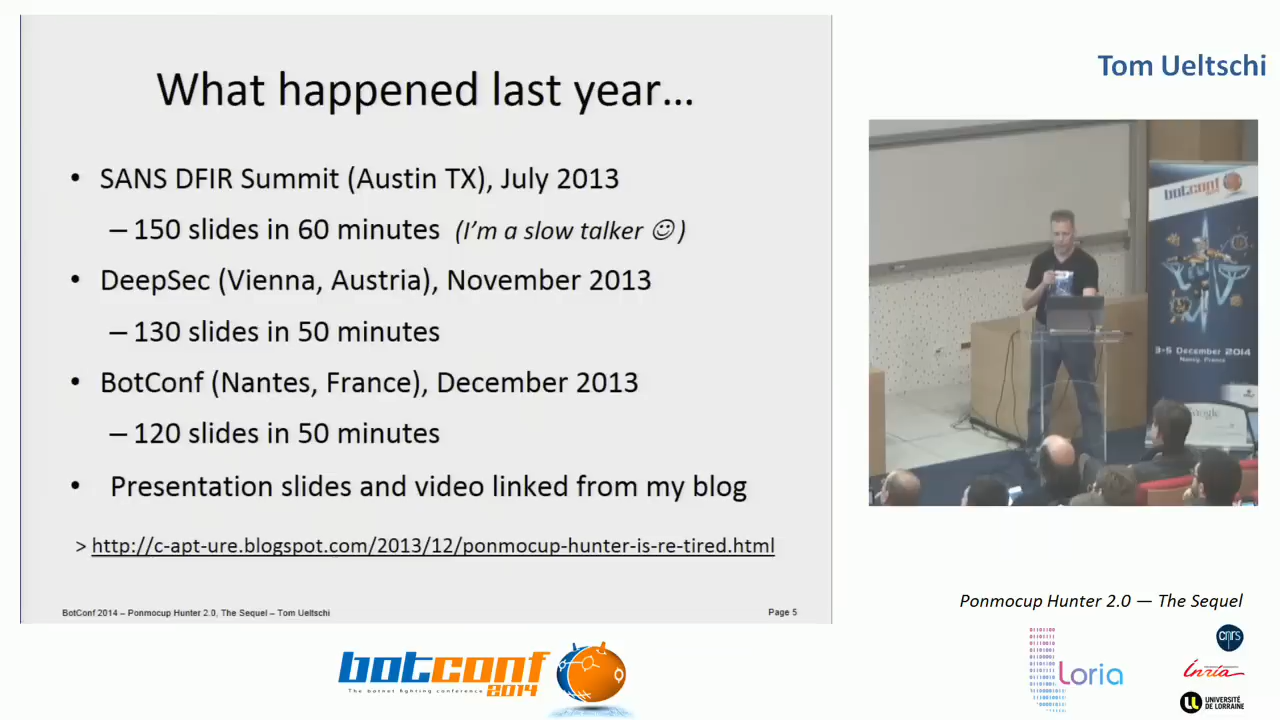 What happened last year...
• SANS DFIR Summit (Austin TX), July 2013
– 150 slides in 60 minutes (I'm a slow talker ☺)
• DeepSec (Vienna, Austria), November 2013
– 130 slides in 50 minutes
• BotConf (Nantes, France), December 2013
– 120 slides in 50 minutes
• Presentation slides and video linked from my blog
> http://c-apt-ure.blogspot.com/2013/12/ponmocup-hunter-is-re-tired.html
BotConf 2014 – Ponmocup Hunter 2.0, The Sequel – Tom Ueltschi
Page 5
Tom Ueltschi
botconf
2014
3-5 December 2014
Nancy, France
Google
Ponmocup Hunter 2.0 — The Sequel
botconf
The botnet fighting conference 2014
Loria
cnrs
Inria
UNIVERSITÉ
DE LORRAINE